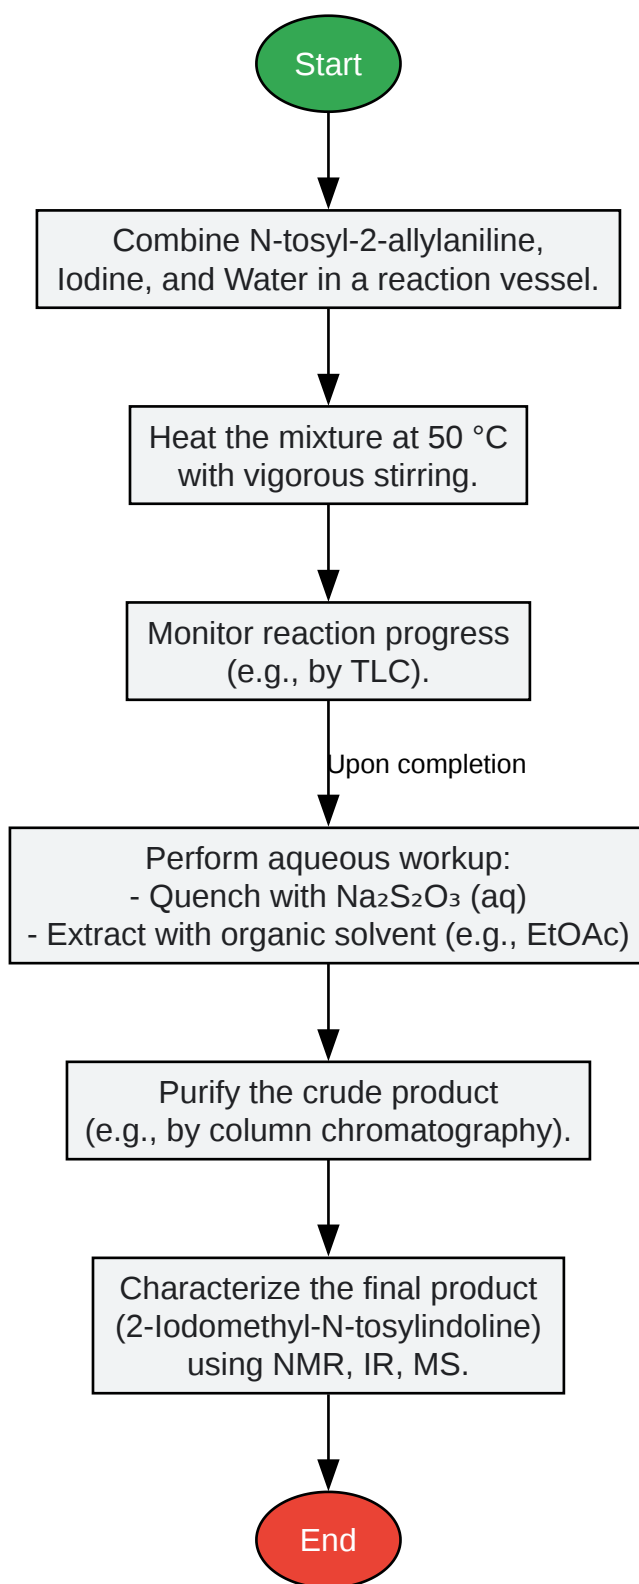 Start
Combine N-tosyl-2-allylaniline,
Iodine, and Water in a reaction vessel.
Heat the mixture at 50 °C
with vigorous stirring.
Monitor reaction progress
(e.g., by TLC).
Upon completion
Perform aqueous workup:
- Quench with Na₂S₂O₃ (aq)
- Extract with organic solvent (e.g., EtOAc)
Purify the crude product
(e.g., by column chromatography).
Characterize the final product
(2-Iodomethyl-N-tosylindoline)
using NMR, IR, MS.
End